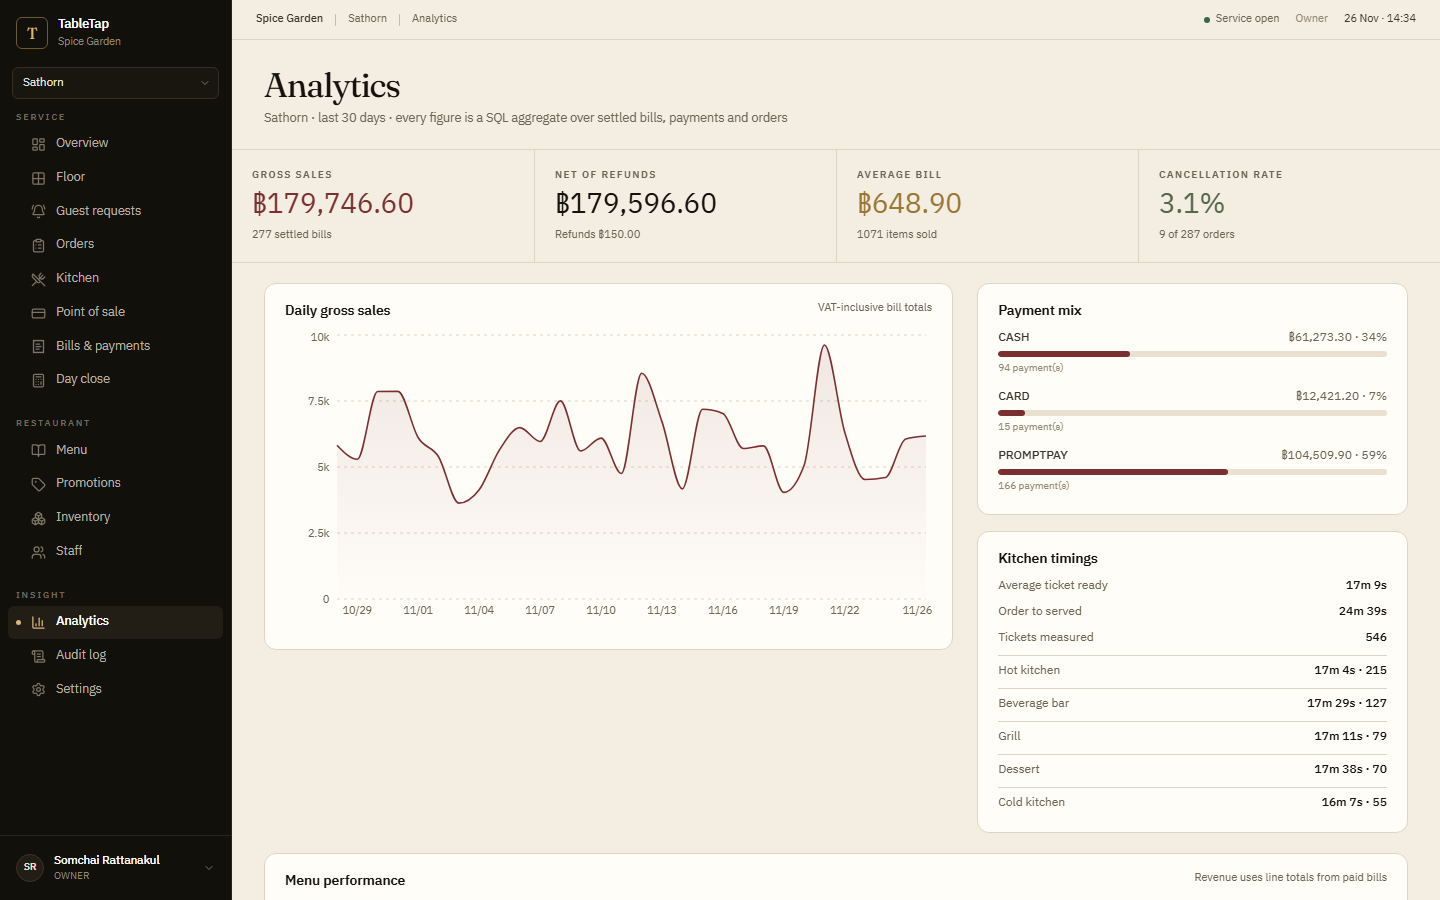 T
TableTap
Spice Garden
Sathorn
SERVICE
Overview
Floor
Guest requests
Orders
Kitchen
Point of sale
Bills & payments
Day close
RESTAURANT
Menu
Promotions
Inventory
Staff
INSIGHT
Analytics
Audit log
Settings
SR
Somchai Rattanakul
OWNER
Spice Garden | Sathorn | Analytics
Service open Owner 26 Nov · 14:34
Analytics
Sathorn · last 30 days · every figure is a SQL aggregate over settled bills, payments and orders
GROSS SALES
฿179,746.60
277 settled bills
NET OF REFUNDS
฿179,596.60
Refunds ฿150.00
AVERAGE BILL
฿648.90
1071 items sold
CANCELLATION RATE
3.1%
9 of 287 orders
Daily gross sales
VAT-inclusive bill totals
10k
7.5k
5k
2.5k
0
10/29 11/01 11/04 11/07 11/10 11/13 11/16 11/19 11/22 11/26
Payment mix
CASH ฿61,273.30 · 34%
94 payment(s)
CARD ฿12,421.20 · 7%
15 payment(s)
PROMPTPAY ฿104,509.90 · 59%
166 payment(s)
Kitchen timings
Average ticket ready 17m 9s
Order to served 24m 39s
Tickets measured 546
Hot kitchen 17m 4s · 215
Beverage bar 17m 29s · 127
Grill 17m 11s · 79
Dessert 17m 38s · 70
Cold kitchen 16m 7s · 55
Menu performance
Revenue uses line totals from paid bills